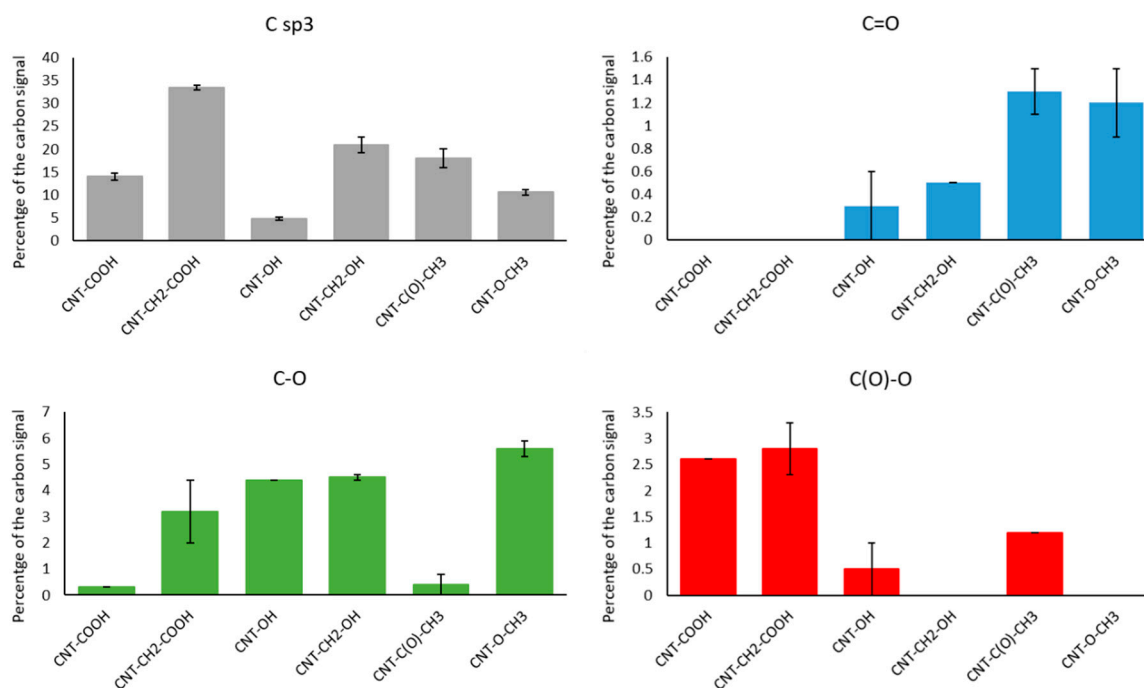 C sp3
Percentge of the carbon signal
40
35
30
25
20
15
10
5
0
CNT-COOH
CNT-CH2-COOH
CNT-OH
CNT-CH2-OH
CNT-C(O)-CH3
CNT-O-CH3
C=O
Percentge of the carbon signal
1.6
1.4
1.2
1
0.8
0.6
0.4
0.2
0
CNT-COOH
CNT-CH2-COOH
CNT-OH
CNT-CH2-OH
CNT-C(O)-CH3
CNT-O-CH3
C-O
Percentge of the carbon signal
7
6
5
4
3
2
1
0
CNT-COOH
CNT-CH2-COOH
CNT-OH
CNT-CH2-OH
CNT-C(O)-CH3
CNT-O-CH3
C(O)-O
Percentge of the carbon signal
3.5
3
2.5
2
1.5
1
0.5
0
CNT-COOH
CNT-CH2-COOH
CNT-OH
CNT-CH2-OH
CNT-C(O)-CH3
CNT-O-CH3